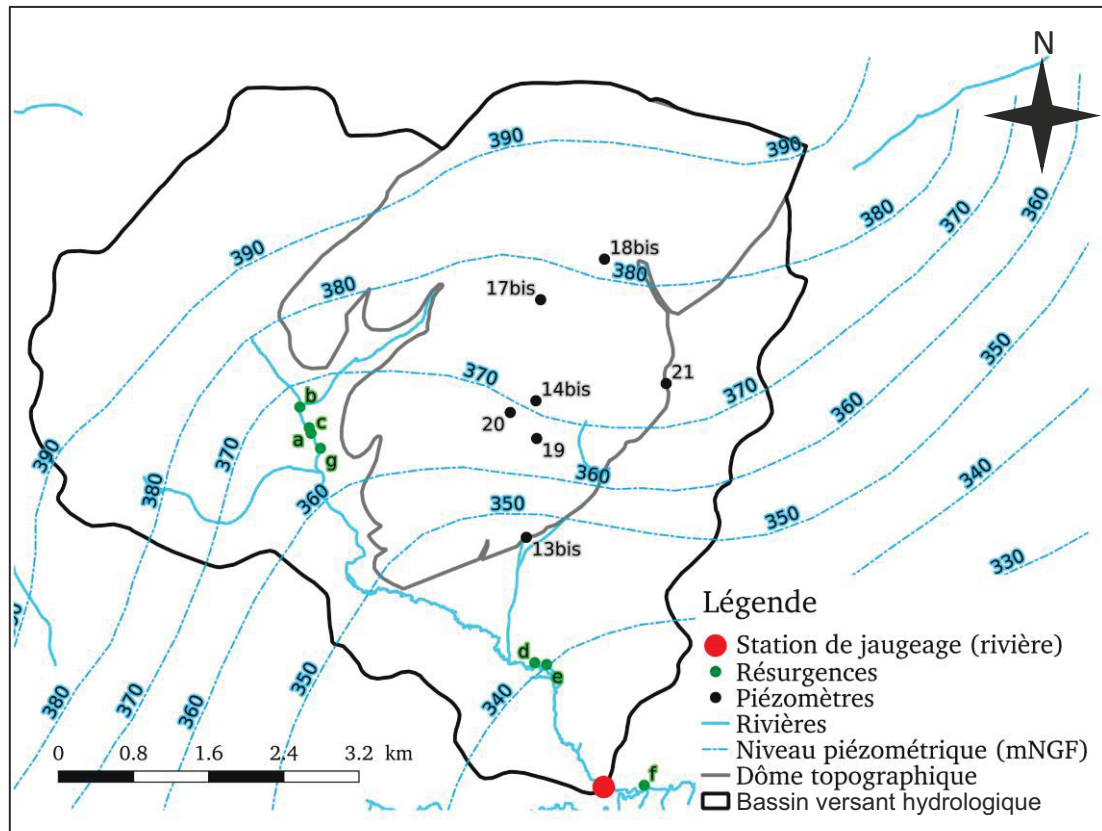 N
390
390
390
380
360
370
18bis
380
380
17bis
350
370
14bis
21
370
b
20
360
c
a
19
390
370
g
380
360
340
360
350
350
13bis
330
Légende
d
Station de jaugeage (rivière)
e
Résurgences
350
340
Piézomètres
360
Rivières
370
380
Niveau piézométrique (mNGF)
0 0.8 1.6 2.4 3.2 km
f
Dôme topographique
Bassin versant hydrologique